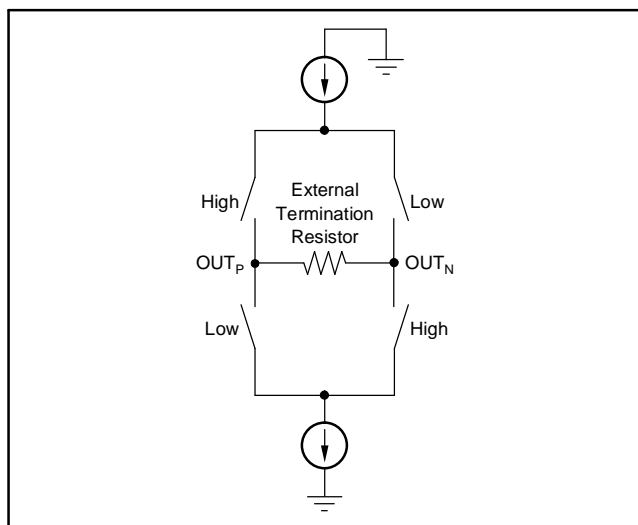 External
Termination
Resistor
High
Low
OUTP
OUTN
Low
High